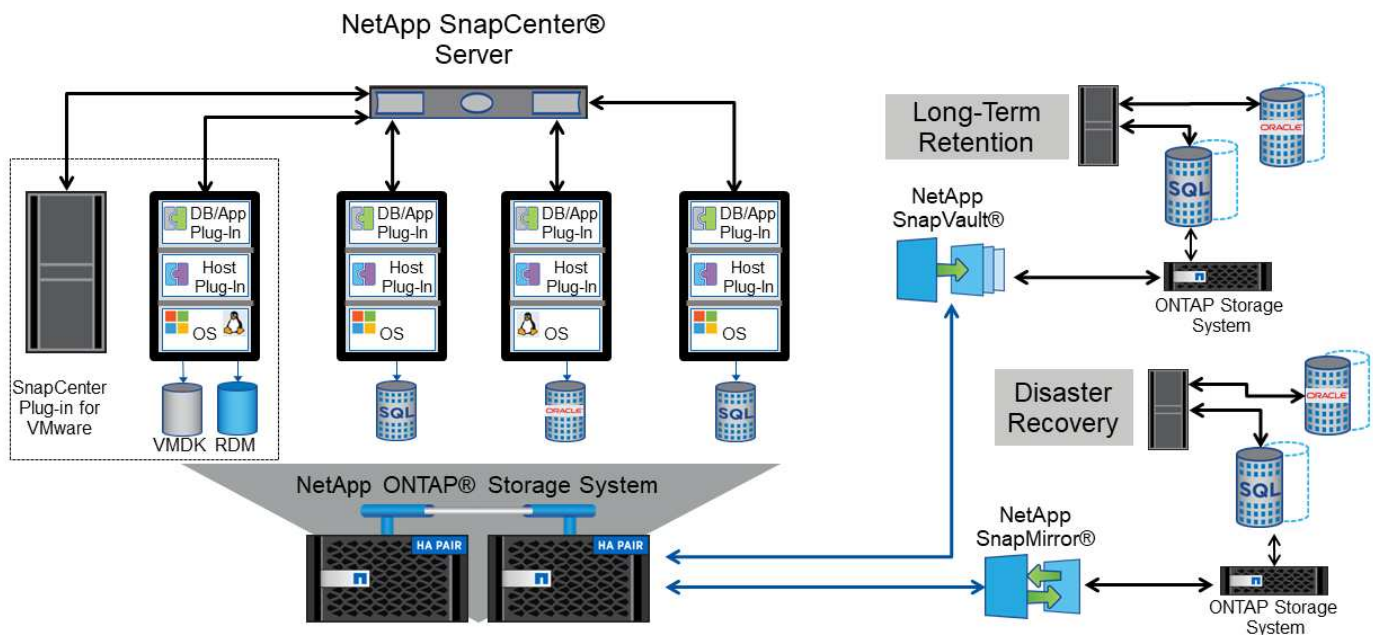 NetApp SnapCenter®
Server
DB/App
Plug-In
Host
Plug-In
OS
DB/App
Plug-In
Host
Plug-In
OS
DB/App
Plug-In
Host
Plug-In
OS
DB/App
Plug-In
Host
Plug-In
OS
SnapCenter
Plug-in for
VMware
VMDK RDM
SQL
ORACLE
SQL
NetApp ONTAP® Storage System
HA PAIR
HA PAIR
Long-Term
Retention
ORACLE
SQL
NetApp
SnapVault®
ONTAP Storage
System
Disaster
Recovery
ORACLE
SQL
NetApp
SnapMirror®
ONTAP Storage
System